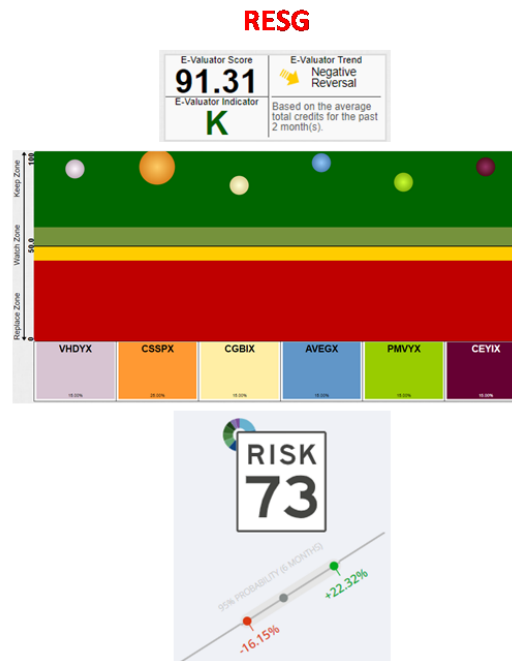 RESG
E-Valuator Score
91.31
E-Valuator Indicator
K
E-Valuator Trend
Negative
Reversal
Based on the average
total credits for the past
2 month(s).
Keep Zone
Watch Zone
Replace Zone
100
50.0
0
VHDYX
CSSPX
CGBIX
AVEGX
PMVYX
CEYIX
RISK
73
95% PROBABILITY (6 MONTHS)
-16.15%
+22.32%